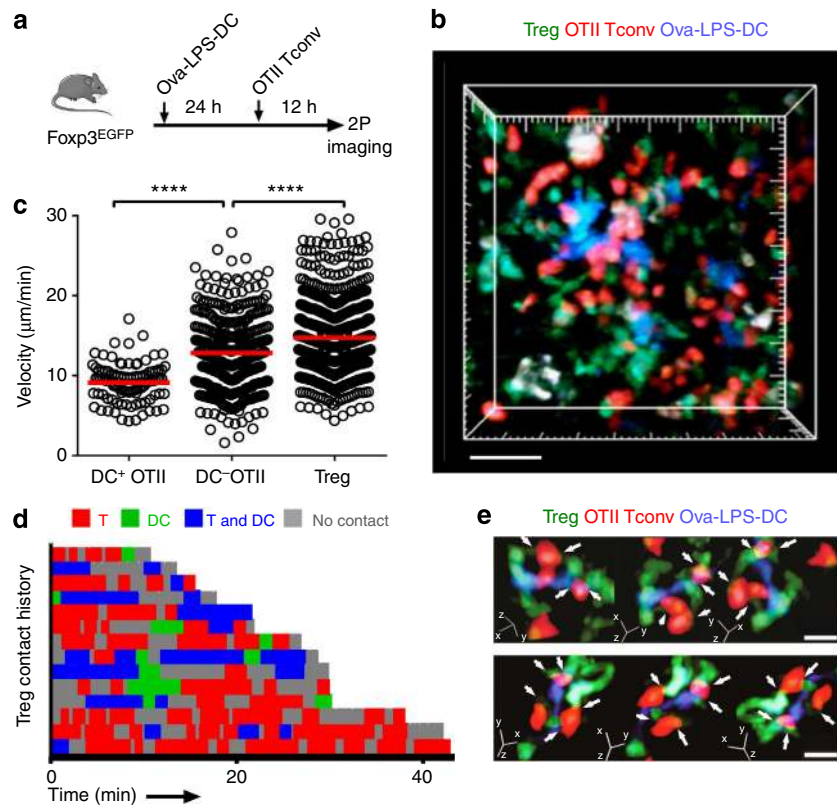 a
Ova-LPS-DC
OTII Tconv
24 h
12 h
Foxp3EGFP
2P
imaging
b
Treg OTII Tconv Ova-LPS-DC
c
****
****
Velocity (μm/min)
30
20
10
0
DC+ OTII
DC−OTII
Treg
d
T
DC
T and DC
No contact
Treg contact history
0
20
40
Time (min)
e
Treg OTII Tconv Ova-LPS-DC
z
x
y
x
y
z
y
x
z
y
x
z
y
x
z
y
x
z